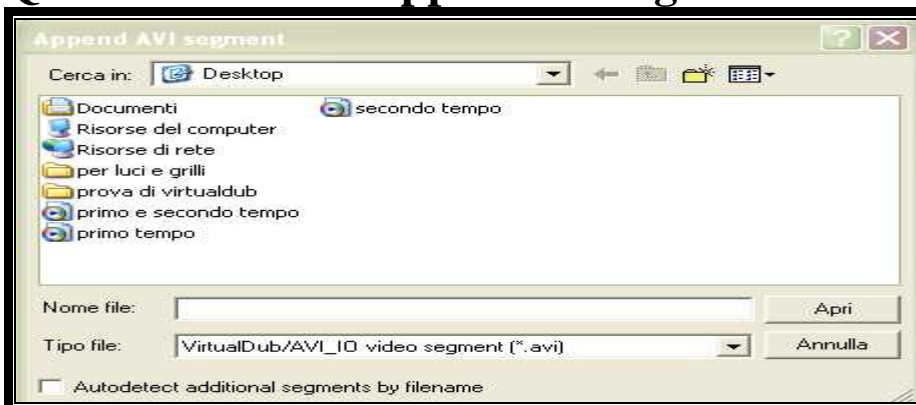 Append AVI segment
Cerca in: Desktop
Documenti
Risorse del computer
Risorse di rete
per luci e grilli
prova di virtualdub
primo e secondo tempo
primo tempo
secondo tempo
Nome file: Apri
Tipo file: VirtualDub/AVI_IO video segment (*.avi) Annulla
Autodetect additional segments by filename